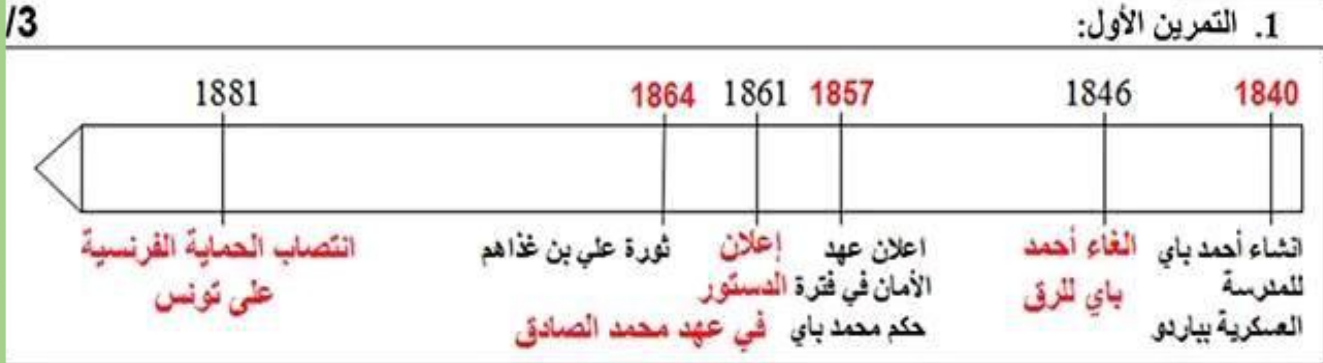 /3
1. التمرين الأول:
1840
1857
1846
1861
1864
1881
انشاء أحمد باي
للمدرسة
العسكرية بباردو
الغاء أحمد
باي للرق
اعلان عهد
الأمان في فترة
حكم محمد باي
إعلان
الدستور
في عهد محمد الصادق
ثورة علي بن غذاهم
انتصاب الحماية الفرنسية
على تونس